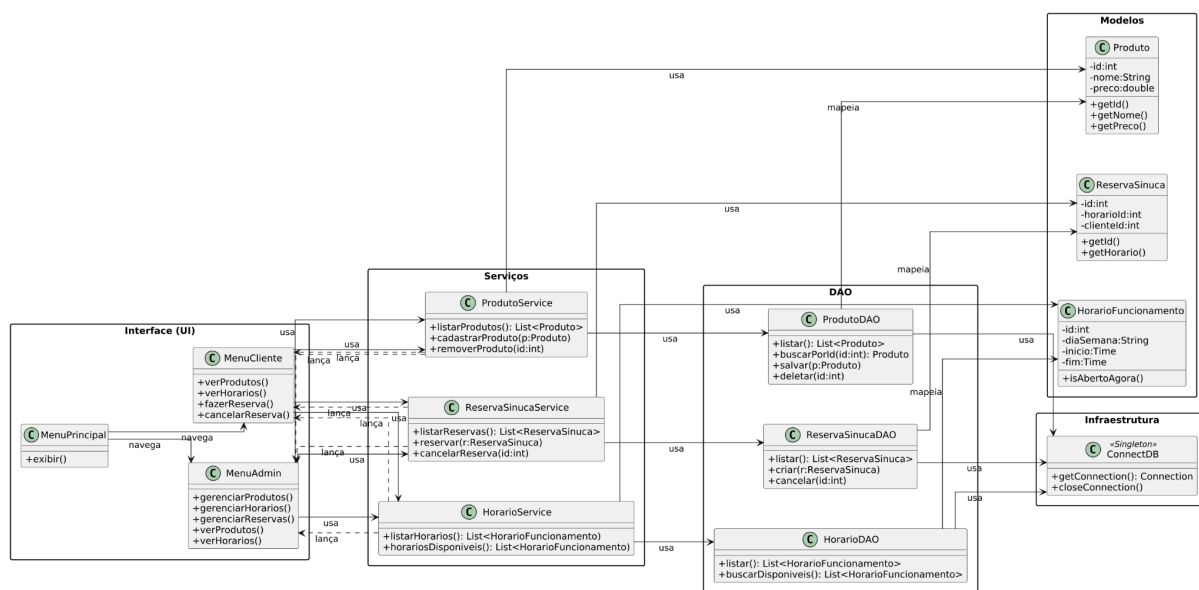 Interface (UI)
C MenuPrincipal
+exibir()
navega
navega
C MenuCliente
+verProdutos()
+verHorarios()
+fazerReserva()
+cancelarReserva()
C MenuAdmin
+gerenciarProdutos()
+gerenciarHorarios()
+gerenciarReservas()
+verProdutos()
+verHorarios()
usa
usa
lança
lança
usa
lança
usa
lança
lança
usa
usa
lança
Serviços
C ProdutoService
+listarProdutos(): List<Produto>
+cadastrarProduto(p:Produto)
+removerProduto(id:int)
C ReservaSinucaService
+listarReservas(): List<ReservaSinuca>
+reservar(r:ReservaSinuca)
+cancelarReserva(id:int)
C HorarioService
+listarHorarios(): List<HorarioFuncionamento>
+horariosDisponiveis(): List<HorarioFuncionamento>
usa
usa
usa
usa
usa
usa
DAO
C ProdutoDAO
+listar(): List<Produto>
+buscarPorId(id:int): Produto
+salvar(p:Produto)
+deletar(id:int)
C ReservaSinucaDAO
+listar(): List<ReservaSinuca>
+criar(r:ReservaSinuca)
+cancelar(id:int)
C HorarioDAO
+listar(): List<HorarioFuncionamento>
+buscarDisponiveis(): List<HorarioFuncionamento>
mapeia
mapeia
mapeia
usa
usa
usa
Modelos
C Produto
-id:int
-nome:String
-preco:double
+getId()
+getNome()
+getPreco()
C ReservaSinuca
-id:int
-horarioId:int
-clienteId:int
+getId()
+getHorario()
C HorarioFuncionamento
-id:int
-diaSemana:String
-inicio:Time
-fim:Time
+isAbertoAgora()
Infraestrutura
C «Singleton»
ConnectDB
+getConnection(): Connection
+closeConnection()